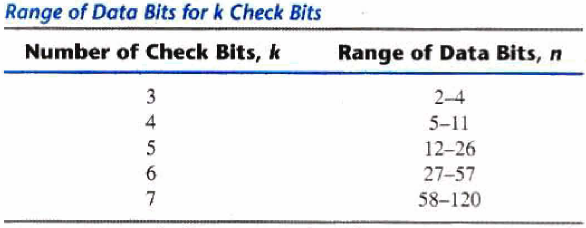 Range of Data Bits for k Check Bits
Number of Check Bits, k Range of Data Bits, n
3 2–4
4 5–11
5 12–26
6 27–57
7 58–120